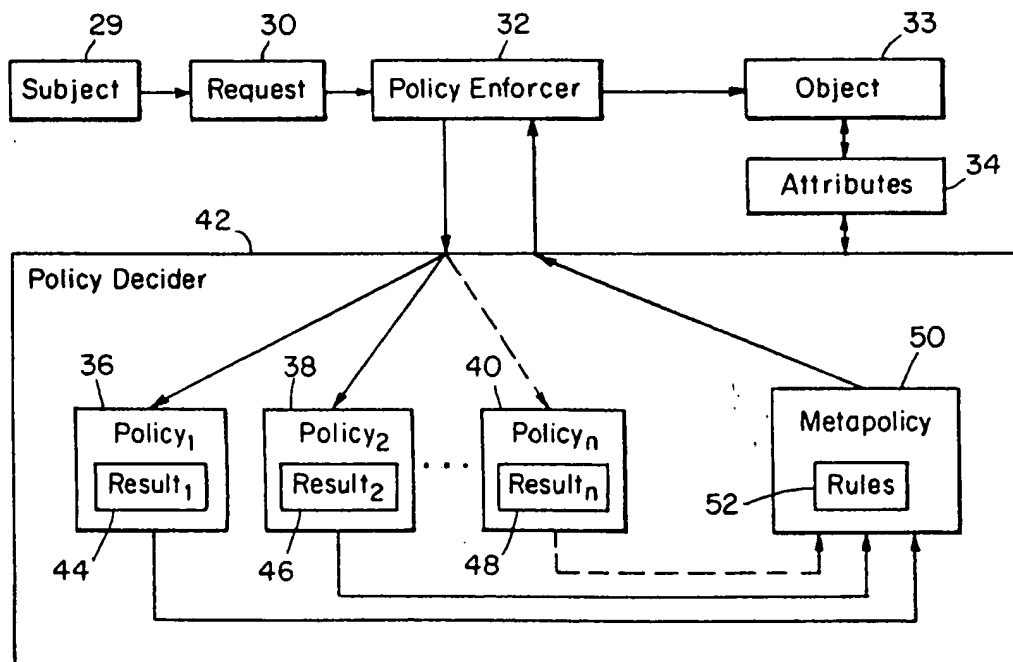 29 30 32 33
Subject Request Policy Enforcer Object
34
Attributes
42
Policy Decider
36 38 40 50
Policy₁ Policy₂ Policyₙ Metapolicy
Result₁ Result₂ ... Resultₙ 52 Rules
44 46 48